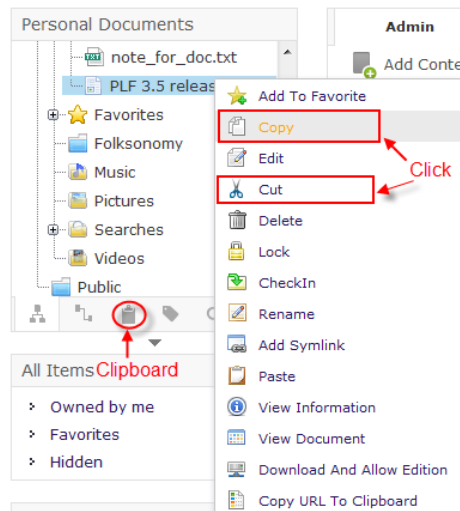 Personal Documents
note_for_doc.txt
PLF 3.5 releas
Favorites
Folksonomy
Music
Pictures
Searches
Videos
Public
Clipboard
All Items
Owned by me
Favorites
Hidden
Admin
Add Conte
Add To Favorite
Copy
Edit
Click
Cut
Delete
Lock
CheckIn
Rename
Add Symlink
Paste
View Information
View Document
Download And Allow Edition
Copy URL To Clipboard